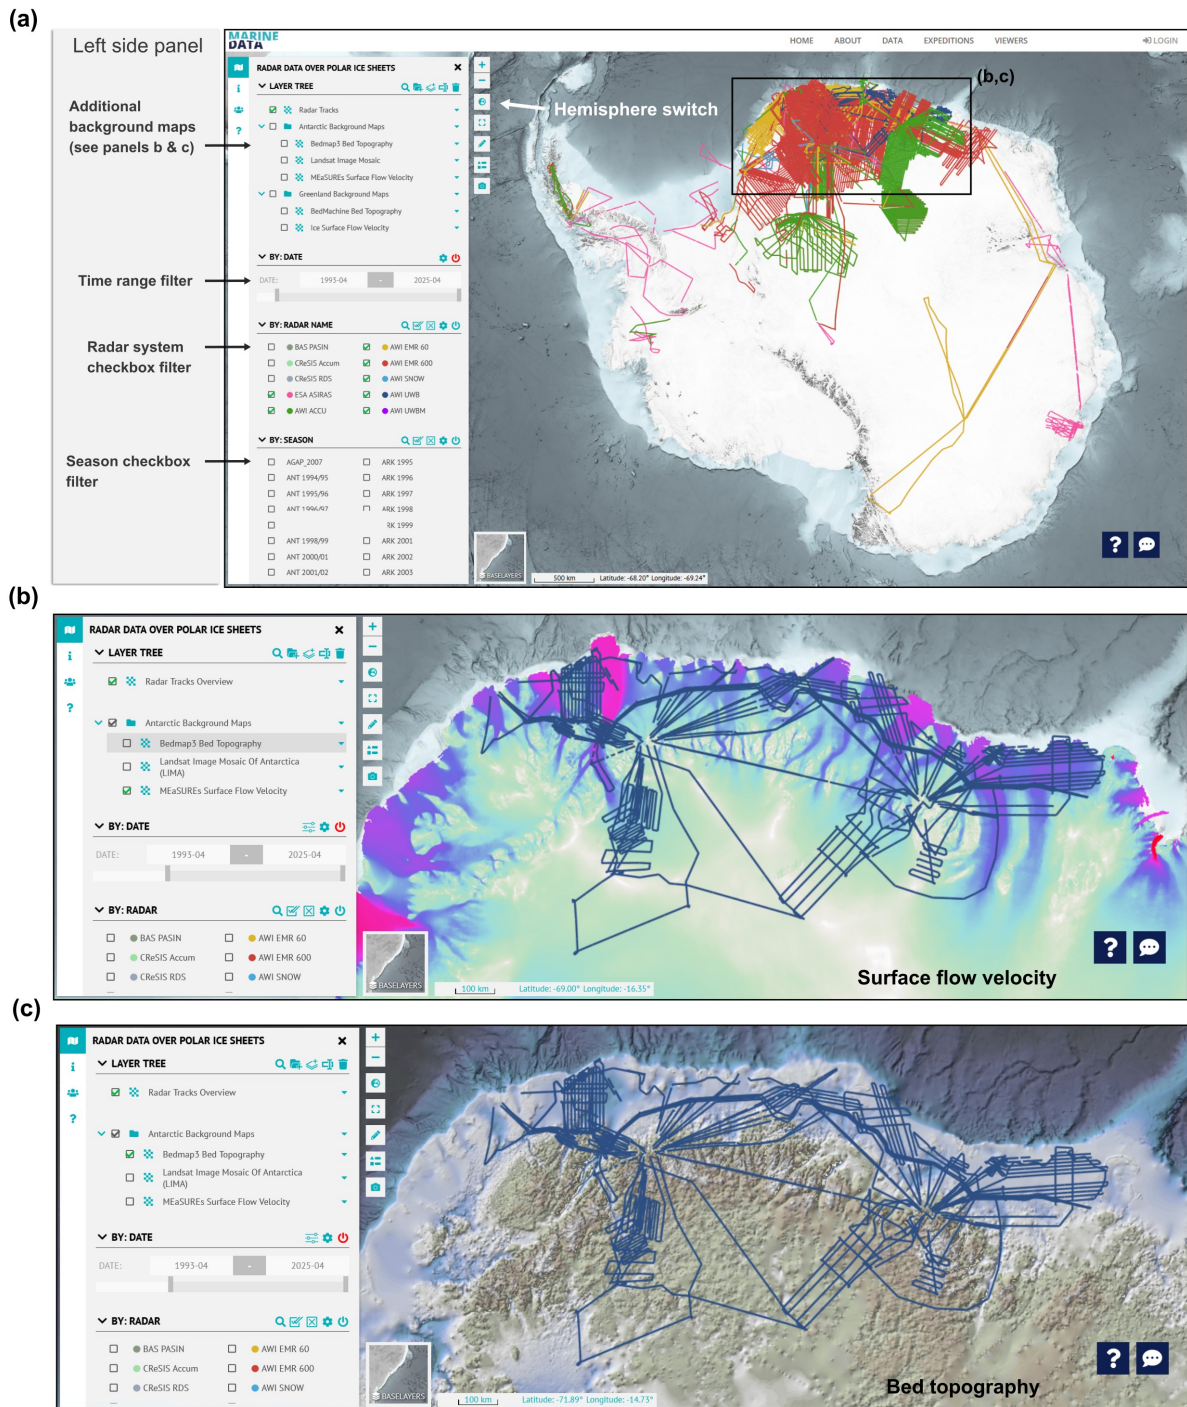 (a)
Left side panel
MARINE
DATA
HOME ABOUT DATA EXPEDITIONS VIEWERS LOGIN
RADAR DATA OVER POLAR ICE SHEETS
LAYER TREE
Radar Tracks
Antarctic Background Maps
Bedmap3 Bed Topography
Landsat Image Mosaic
MEaSUREs Surface Flow Velocity
Greenland Background Maps
BedMachine Bed Topography
Ice Surface Flow Velocity
Additional
background maps
(see panels b & c)
Hemisphere switch
(b,c)
BY: DATE
Time range filter
DATE: 1993-04 - 2025-04
BY: RADAR NAME
Radar system
checkbox filter
BAS PASIN AWI EMR 60
CReSIS Accum AWI EMR 600
CReSIS RDS AWI SNOW
ESA ASIRAS AWI UWB
AWI ACCU AWI UWBM
BY: SEASON
Season checkbox
filter
AGAP_2007 ARK 1995
ANT 1994/95 ARK 1996
ANT 1995/96 ARK 1997
ANT 1996/97 ARK 1998
RK 1999
ANT 1998/99 ARK 2001
ANT 2000/01 ARK 2002
ANT 2001/02 ARK 2003
BASELAYERS
500 km Latitude: -68.20° Longitude: -69.24°
?
(b)
RADAR DATA OVER POLAR ICE SHEETS
i
?
LAYER TREE
Radar Tracks Overview
Antarctic Background Maps
Bedmap3 Bed Topography
Landsat Image Mosaic Of Antarctica
(LIMA)
MEaSUREs Surface Flow Velocity
BY: DATE
DATE: 1993-04 - 2025-04
BY: RADAR
BAS PASIN AWI EMR 60
CReSIS Accum AWI EMR 600
CReSIS RDS AWI SNOW
BASELAYERS
100 km Latitude: -69.00° Longitude: -16.35°
?
Surface flow velocity
(c)
RADAR DATA OVER POLAR ICE SHEETS
i
?
LAYER TREE
Radar Tracks Overview
Antarctic Background Maps
Bedmap3 Bed Topography
Landsat Image Mosaic Of Antarctica
(LIMA)
MEaSUREs Surface Flow Velocity
BY: DATE
DATE: 1993-04 - 2025-04
BY: RADAR
BAS PASIN AWI EMR 60
CReSIS Accum AWI EMR 600
CReSIS RDS AWI SNOW
BASELAYERS
100 km Latitude: -71.89° Longitude: -14.73°
?
Bed topography